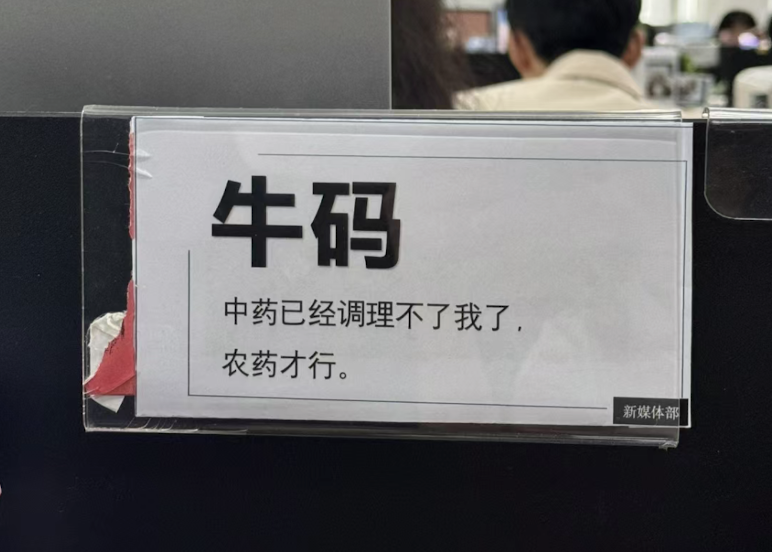 牛码
中药已经调理不了我了，
农药才行。
新媒体部